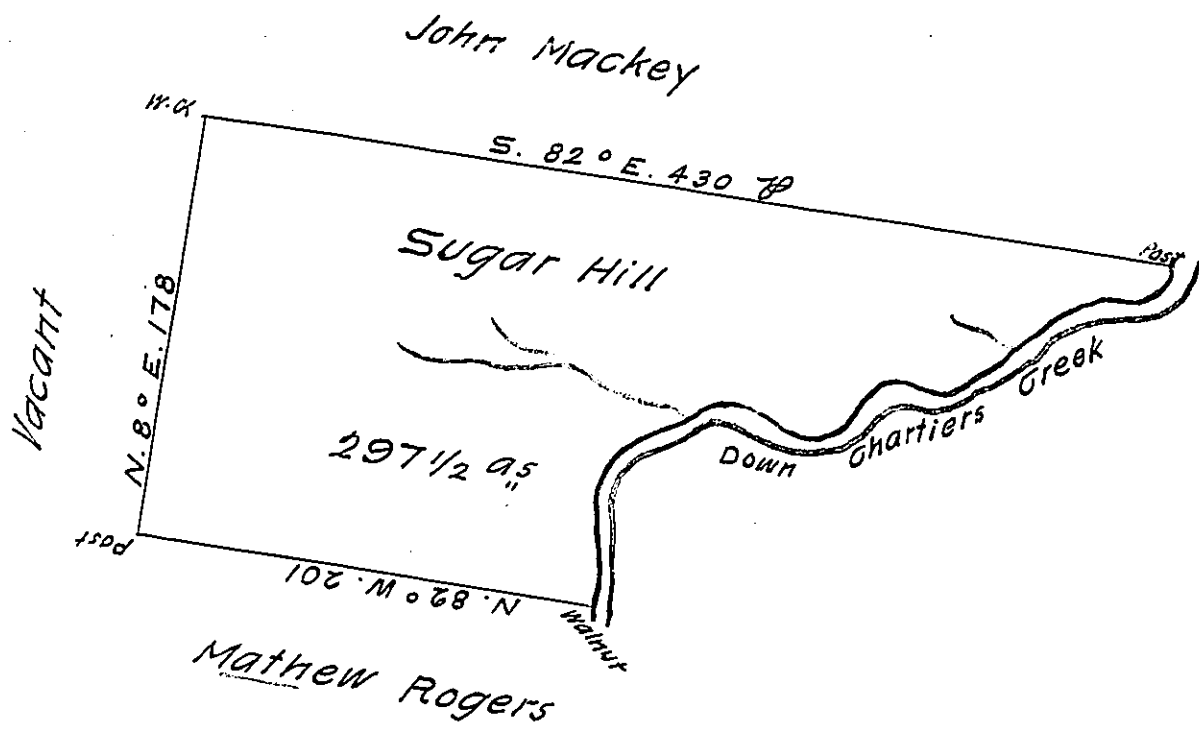 John Mackey
W.O
S. 82° E. 430 P
Post
Sugar Hill
Vacant
N. 8° E. 178
297 1/2 as
Down Chartiers Creek
Post
N. 82° W. 201
Walnut
Mathew Rogers